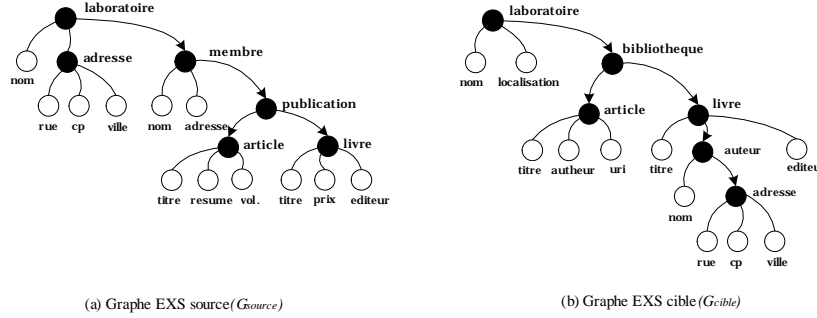 laboratoire
membre
adresse
nom
publication
rue cp ville
nom adresse
article livre
titre resume vol. titre prix editeur
(a) Graphe EXS source (Gsource)
laboratoire
bibliotheque
nom localisation
article livre
auteur
titre autheur uri titre editeur
adresse
nom
rue cp ville
(b) Graphe EXS cible (Gcible)